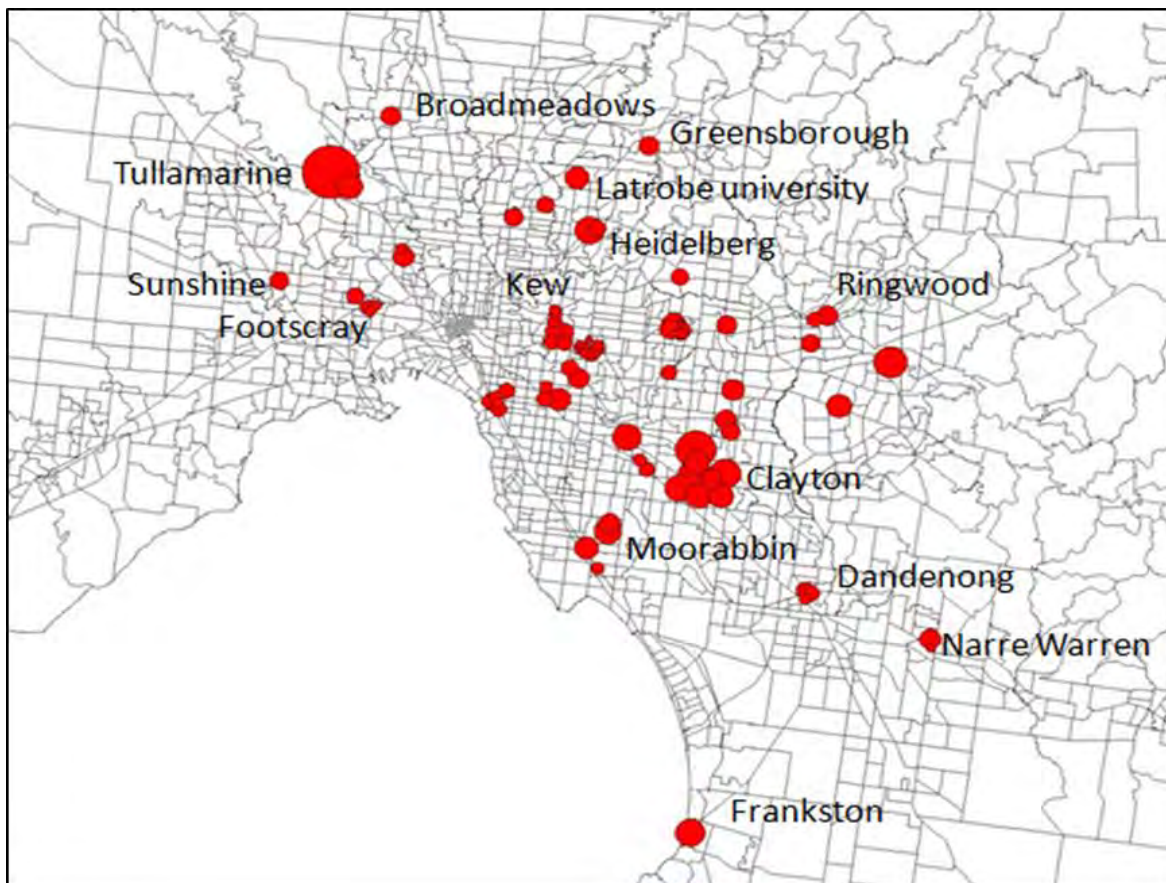 Broadmeadows
Greensborough
Tullamarine
Latrobe university
Heidelberg
Sunshine
Kew
Ringwood
Footscray
Clayton
Moorabbin
Dandenong
Narre Warren
Frankston